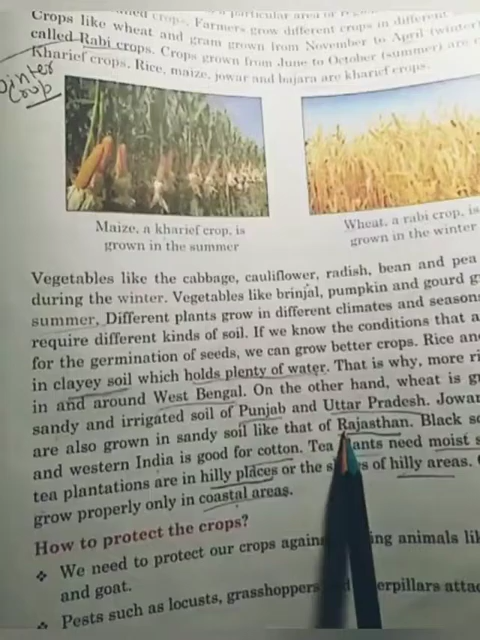 crops. Farmers grow different crops in different
Crops like wheat and gram grown from November to April (winter)
called Rabi crops. Crops grown from June to October (summer) are
Kharief crops. Rice, maize, jowar and bajara are kharief crops.
Winter
Crop
Maize, a kharief crop, is
grown in the summer
Wheat, a rabi crop, is
grown in the winter
Vegetables like the cabbage, cauliflower, radish, bean and pea
during the winter. Vegetables like brinjal, pumpkin and gourd
summer. Different plants grow in different climates and
require different kinds of soil. If we know the conditions that
for the germination of seeds, we can grow better crops. Rice
in clayey soil which holds plenty of water. That is why, more
in and around West Bengal. On the other hand, wheat is
sandy and irrigated soil of Punjab and Uttar Pradesh.
are also grown in sandy soil like that of Rajasthan. Black
and western India is good for cotton. Tea need moist
tea plantations are in hilly places or the of hilly areas.
grow properly only in coastal areas.
How to protect the crops?
❖ We need to protect our crops animals
and goat.
❖ Pests such as locusts, grasshoppers